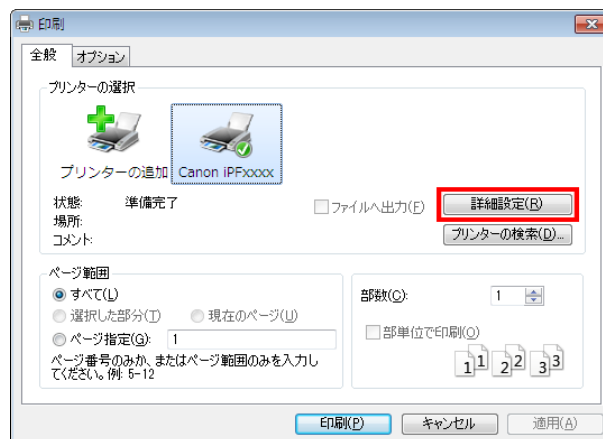 印刷
全般 オプション
プリンターの選択
プリンターの追加 Canon iPFxxxx
状態: 準備完了
場所:
コメント:
ファイルへ出力(F)
詳細設定(R)
プリンターの検索(D)...
ページ範囲
すべて(L)
選択した部分(T) 現在のページ(U)
ページ指定(G): 1
ページ番号のみか、またはページ範囲のみを入力し
てください。例: 5-12
部数(C): 1
部単位で印刷(O)
1 1 2 2 3 3
印刷(P) キャンセル 適用(A)